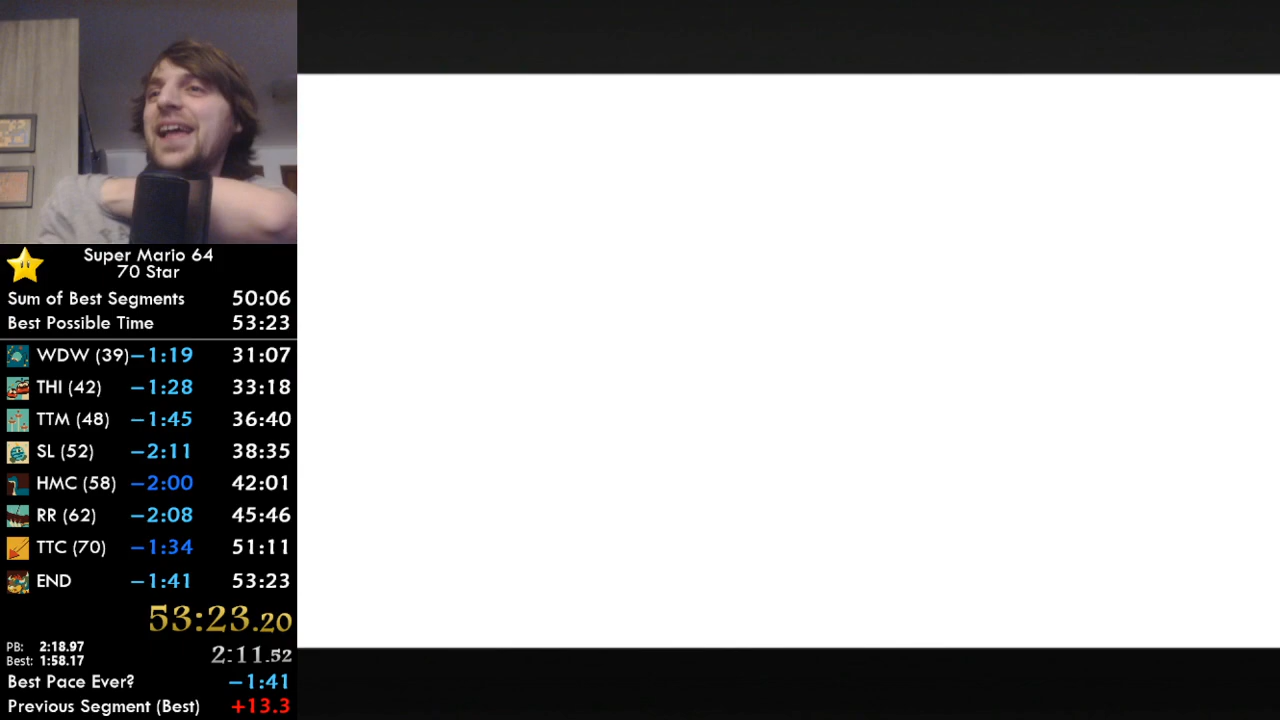 Super Mario 64
70 Star
Sum of Best Segments 50:06
Best Possible Time 53:23
WDW (39) −1:19 31:07
THI (42) −1:28 33:18
TTM (48) −1:45 36:40
SL (52) −2:11 38:35
HMC (58) −2:00 42:01
RR (62) −2:08 45:46
TTC (70) −1:34 51:11
END −1:41 53:23
53:23.20
PB: 2:18.97
Best: 1:58.17
2:11.52
Best Pace Ever? −1:41
Previous Segment (Best) +13.3